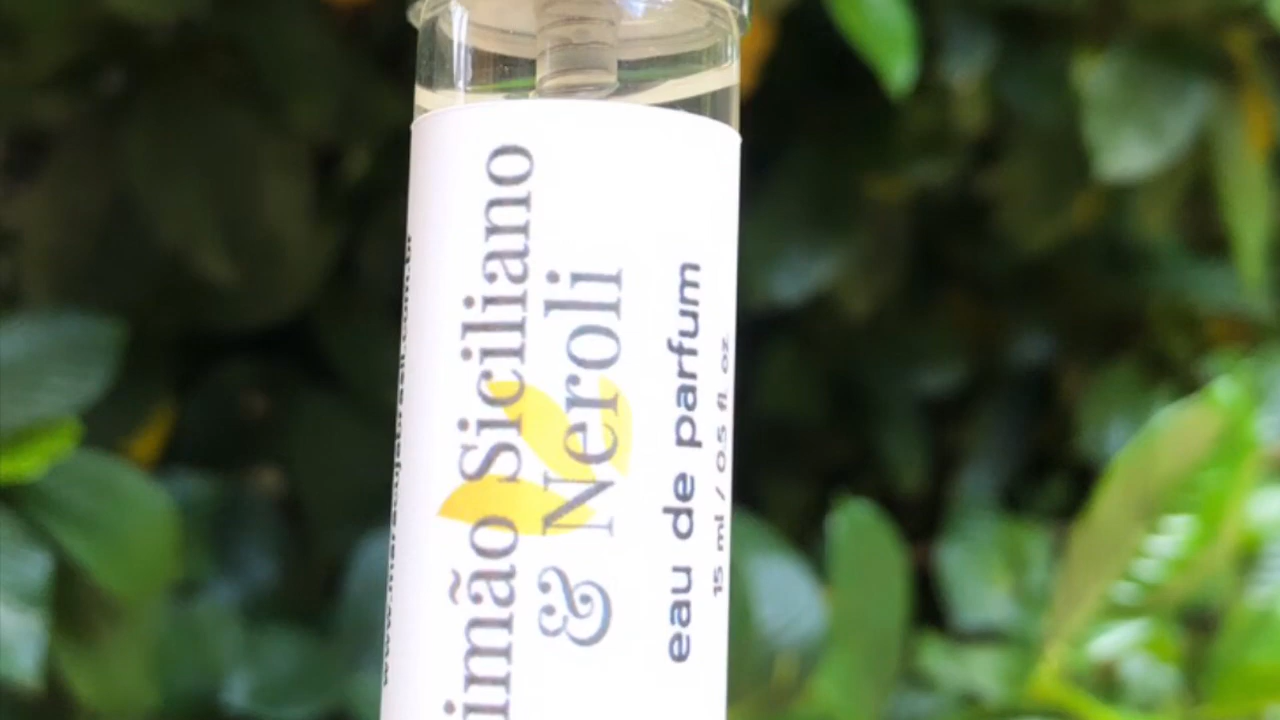 imão Siciliano
& Neroli
eau de parfum
15 ml / 0.5 fl. oz.